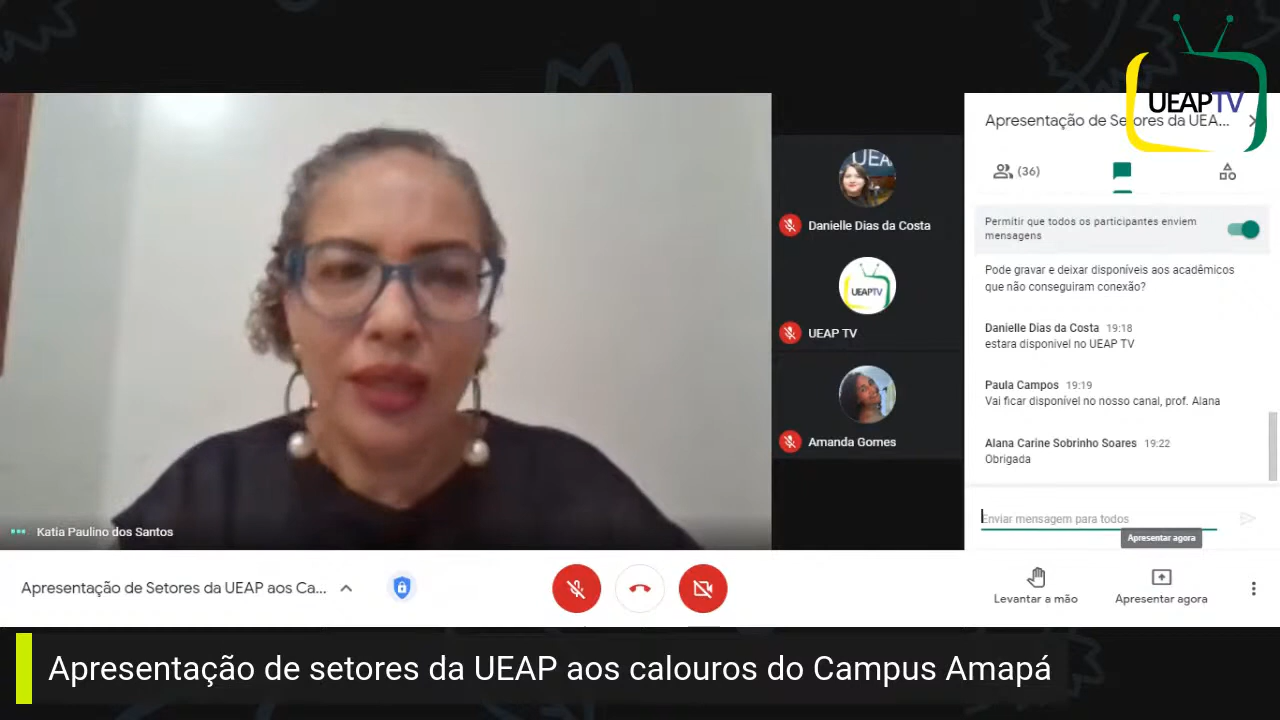 UEAPTV
Apresentação de Setores da UEA...
(36)
Permitir que todos os participantes enviem
mensagens
Pode gravar e deixar disponíveis aos acadêmicos
que não conseguiram conexão?
Danielle Dias da Costa 19:18
estara disponivel no UEAP TV
Paula Campos 19:19
Vai ficar disponível no nosso canal, prof. Alana
Alana Carine Sobrinho Soares 19:22
Obrigada
Enviar mensagem para todos
Apresentar agora
UEA
Danielle Dias da Costa
UEAPTV
UEAP TV
Amanda Gomes
Katia Paulino dos Santos
Apresentação de Setores da UEAP aos Ca...
Levantar a mão
Apresentar agora
Apresentação de setores da UEAP aos calouros do Campus Amapá